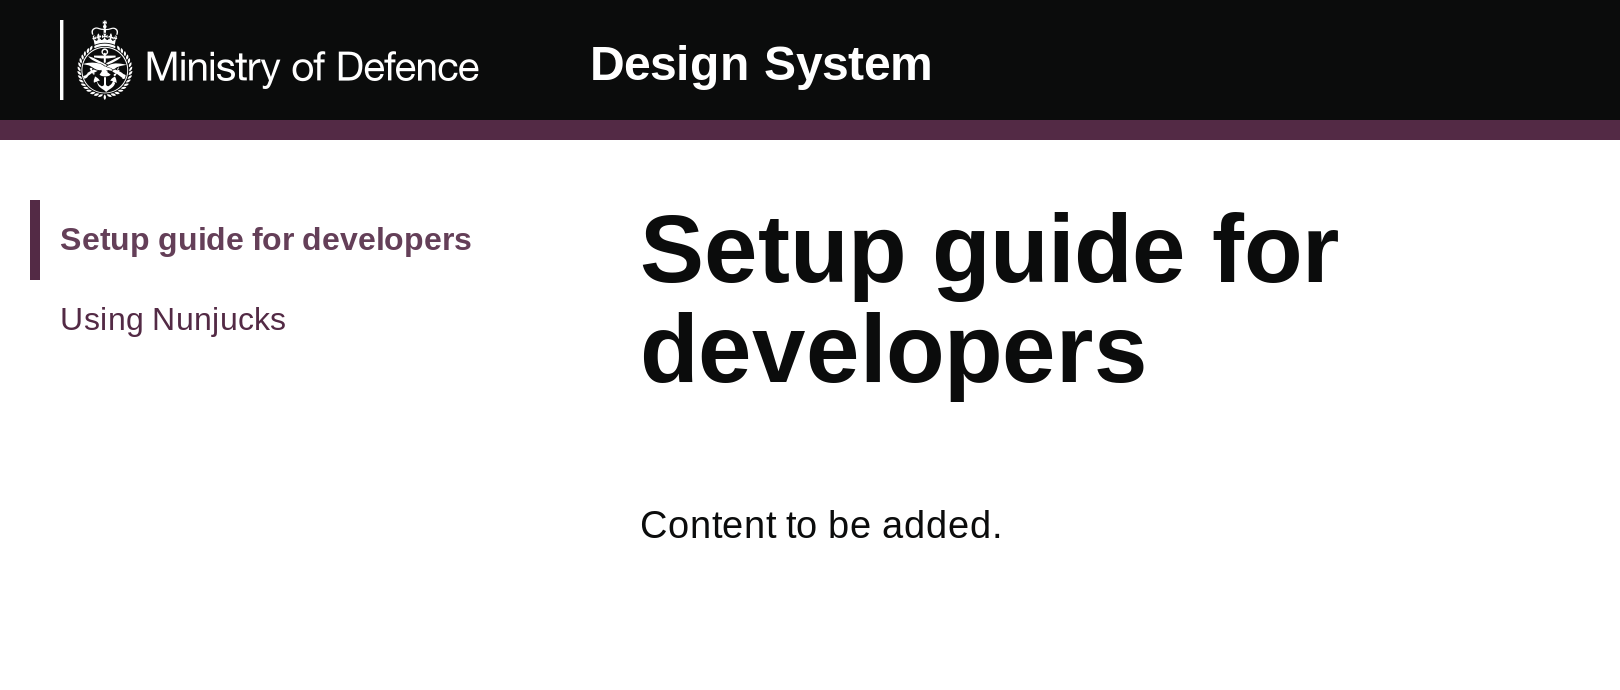 Ministry of Defence
Design System
Setup guide for developers
Using Nunjucks
Setup guide for
developers
Content to be added.